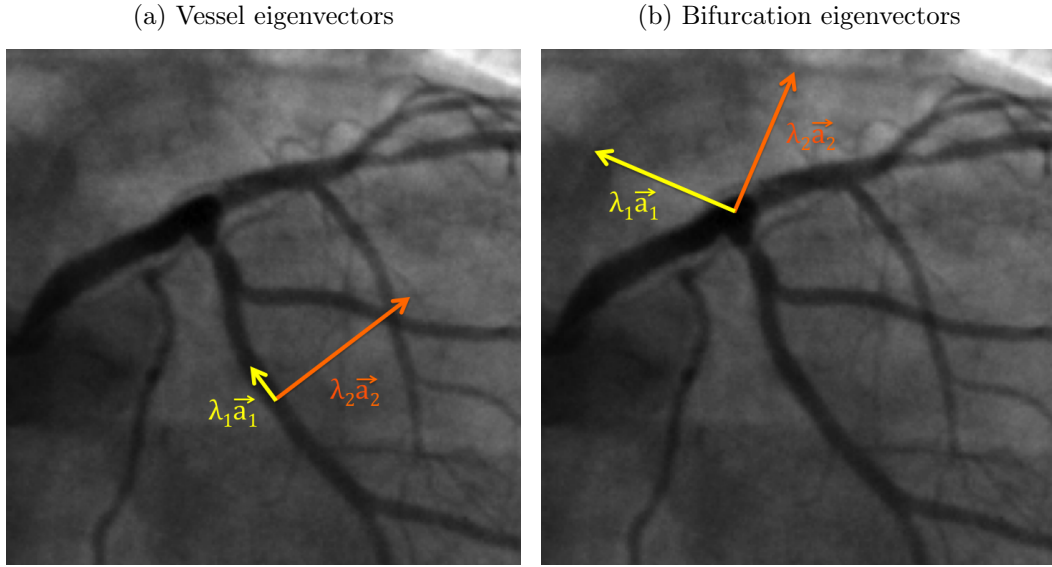 (a) Vessel eigenvectors
(b) Bifurcation eigenvectors
λ₂a⃗₂
λ₁a⃗₁
λ₂a⃗₂
λ₁a⃗₁